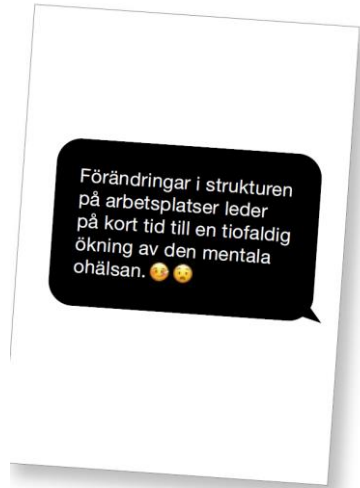 Förändringar i strukturen
på arbetsplatser leder
på kort tid till en tiofaldig
ökning av den mentala
ohälsan. 🤒😟